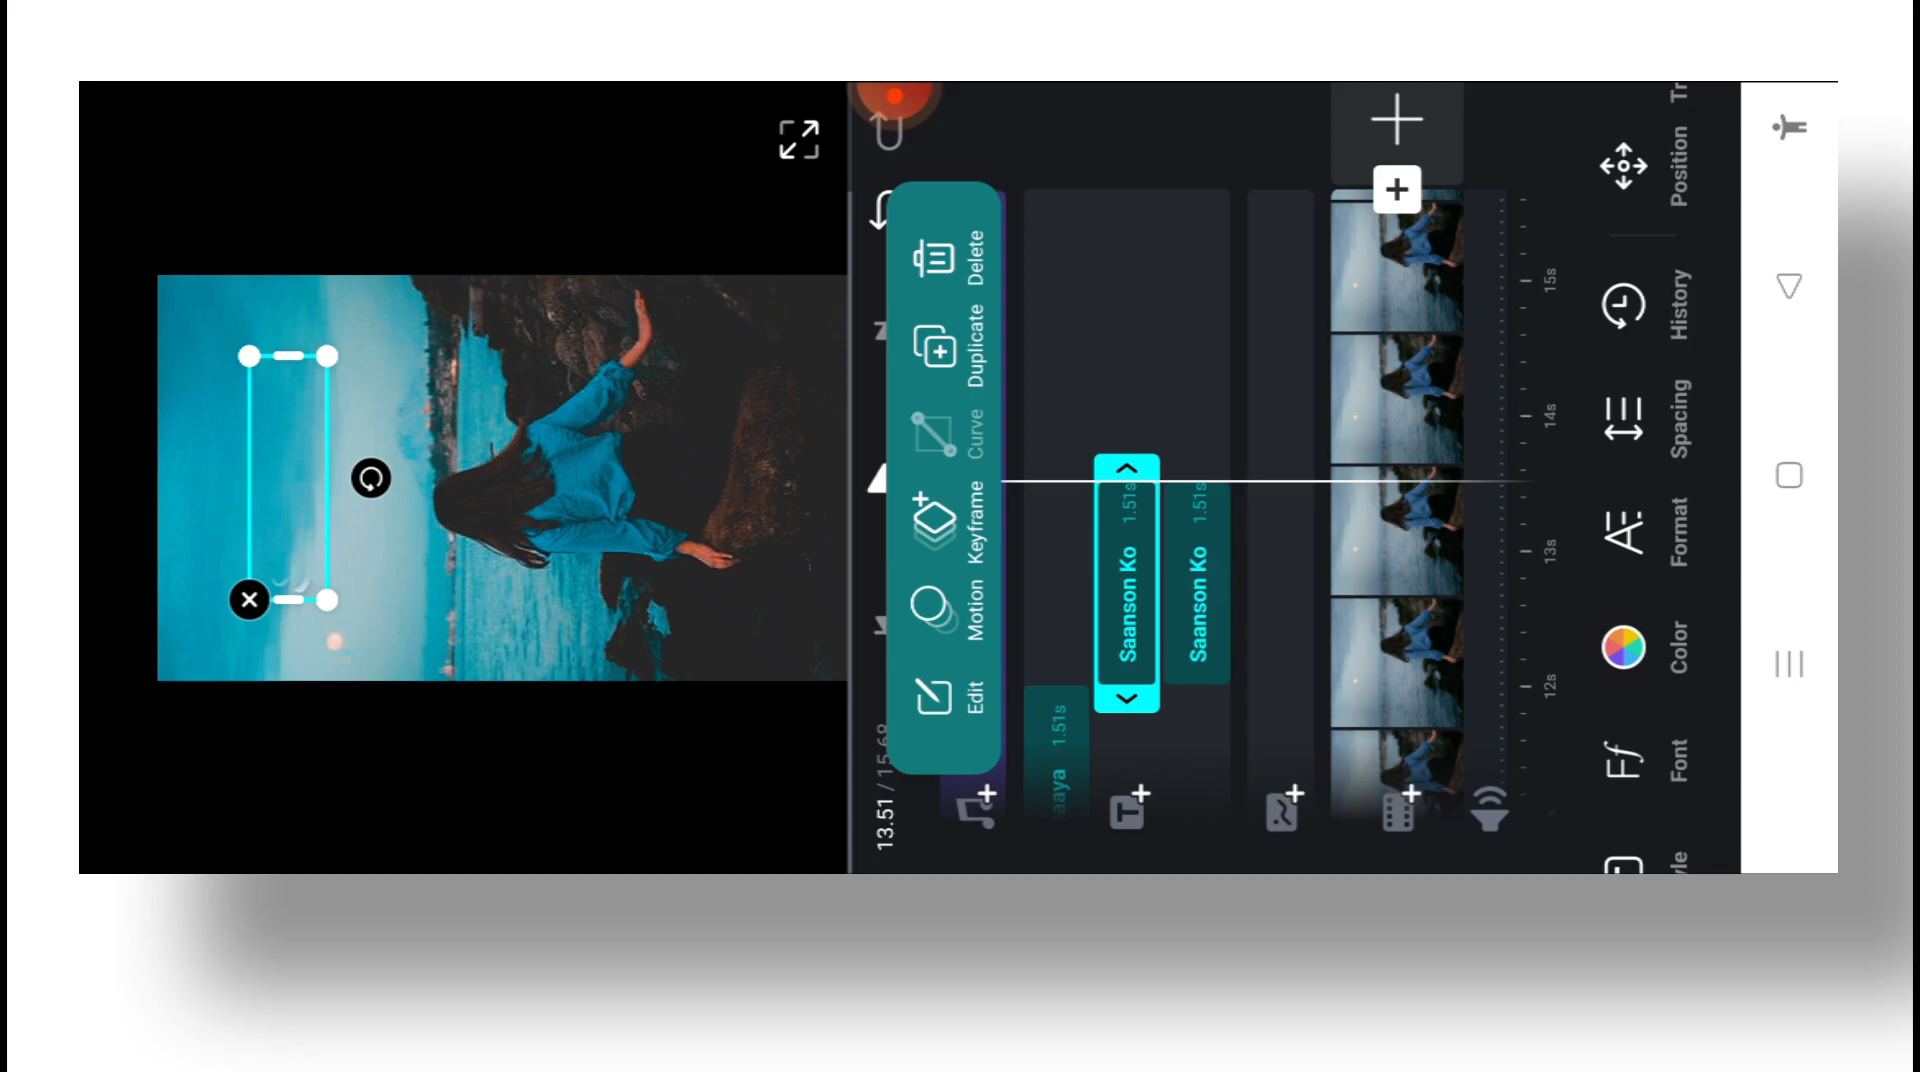 13.51 / 15.68
Edit
Motion
Keyframe
Curve
Duplicate
Delete
aaya 1.51s
Saanson Ko 1.51s
Saanson Ko 1.51s
12s 13s 14s 15s
Font
Color
Format
Spacing
History
Position